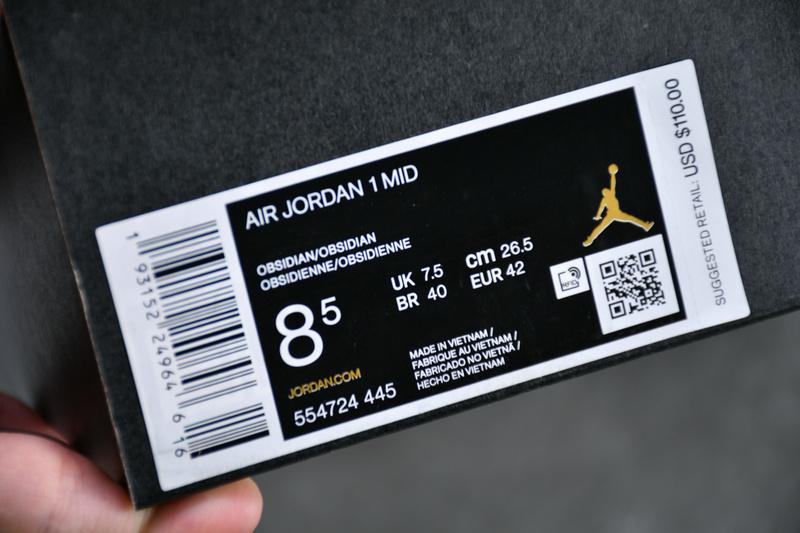 AIR JORDAN 1 MID
OBSIDIAN/OBSIDIAN
OBSIDIENNE/OBSIDIENNE
8 5
UK 7.5
BR 40
cm 26.5
EUR 42
JORDAN.COM
554724 445
MADE IN VIETNAM /
FABRIQUE AU VIETNAM /
FABRICADO NO VIETNÃ /
HECHO EN VIETNAM
RFID
SUGGESTED RETAIL: USD $110.00
1 93152 24964 6 16